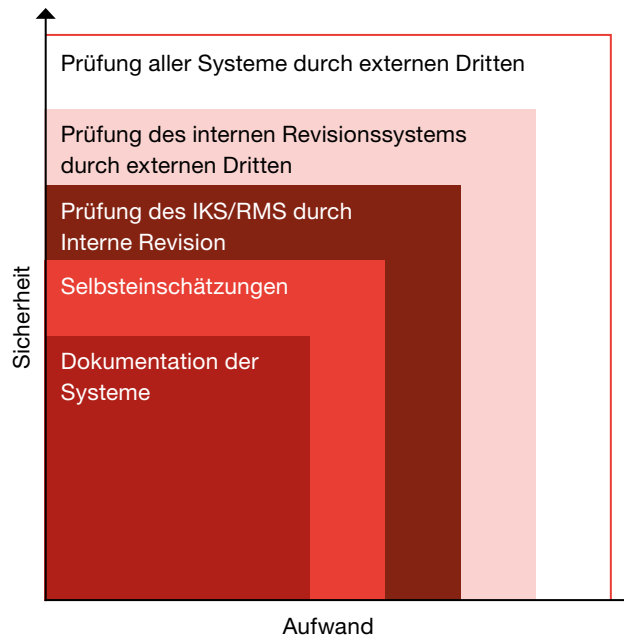 Prüfung aller Systeme durch externen Dritten
Prüfung des internen Revisionssystems
durch externen Dritten
Prüfung des IKS/RMS durch
Interne Revision
Selbsteinschätzungen
Dokumentation der
Systeme
Sicherheit
Aufwand